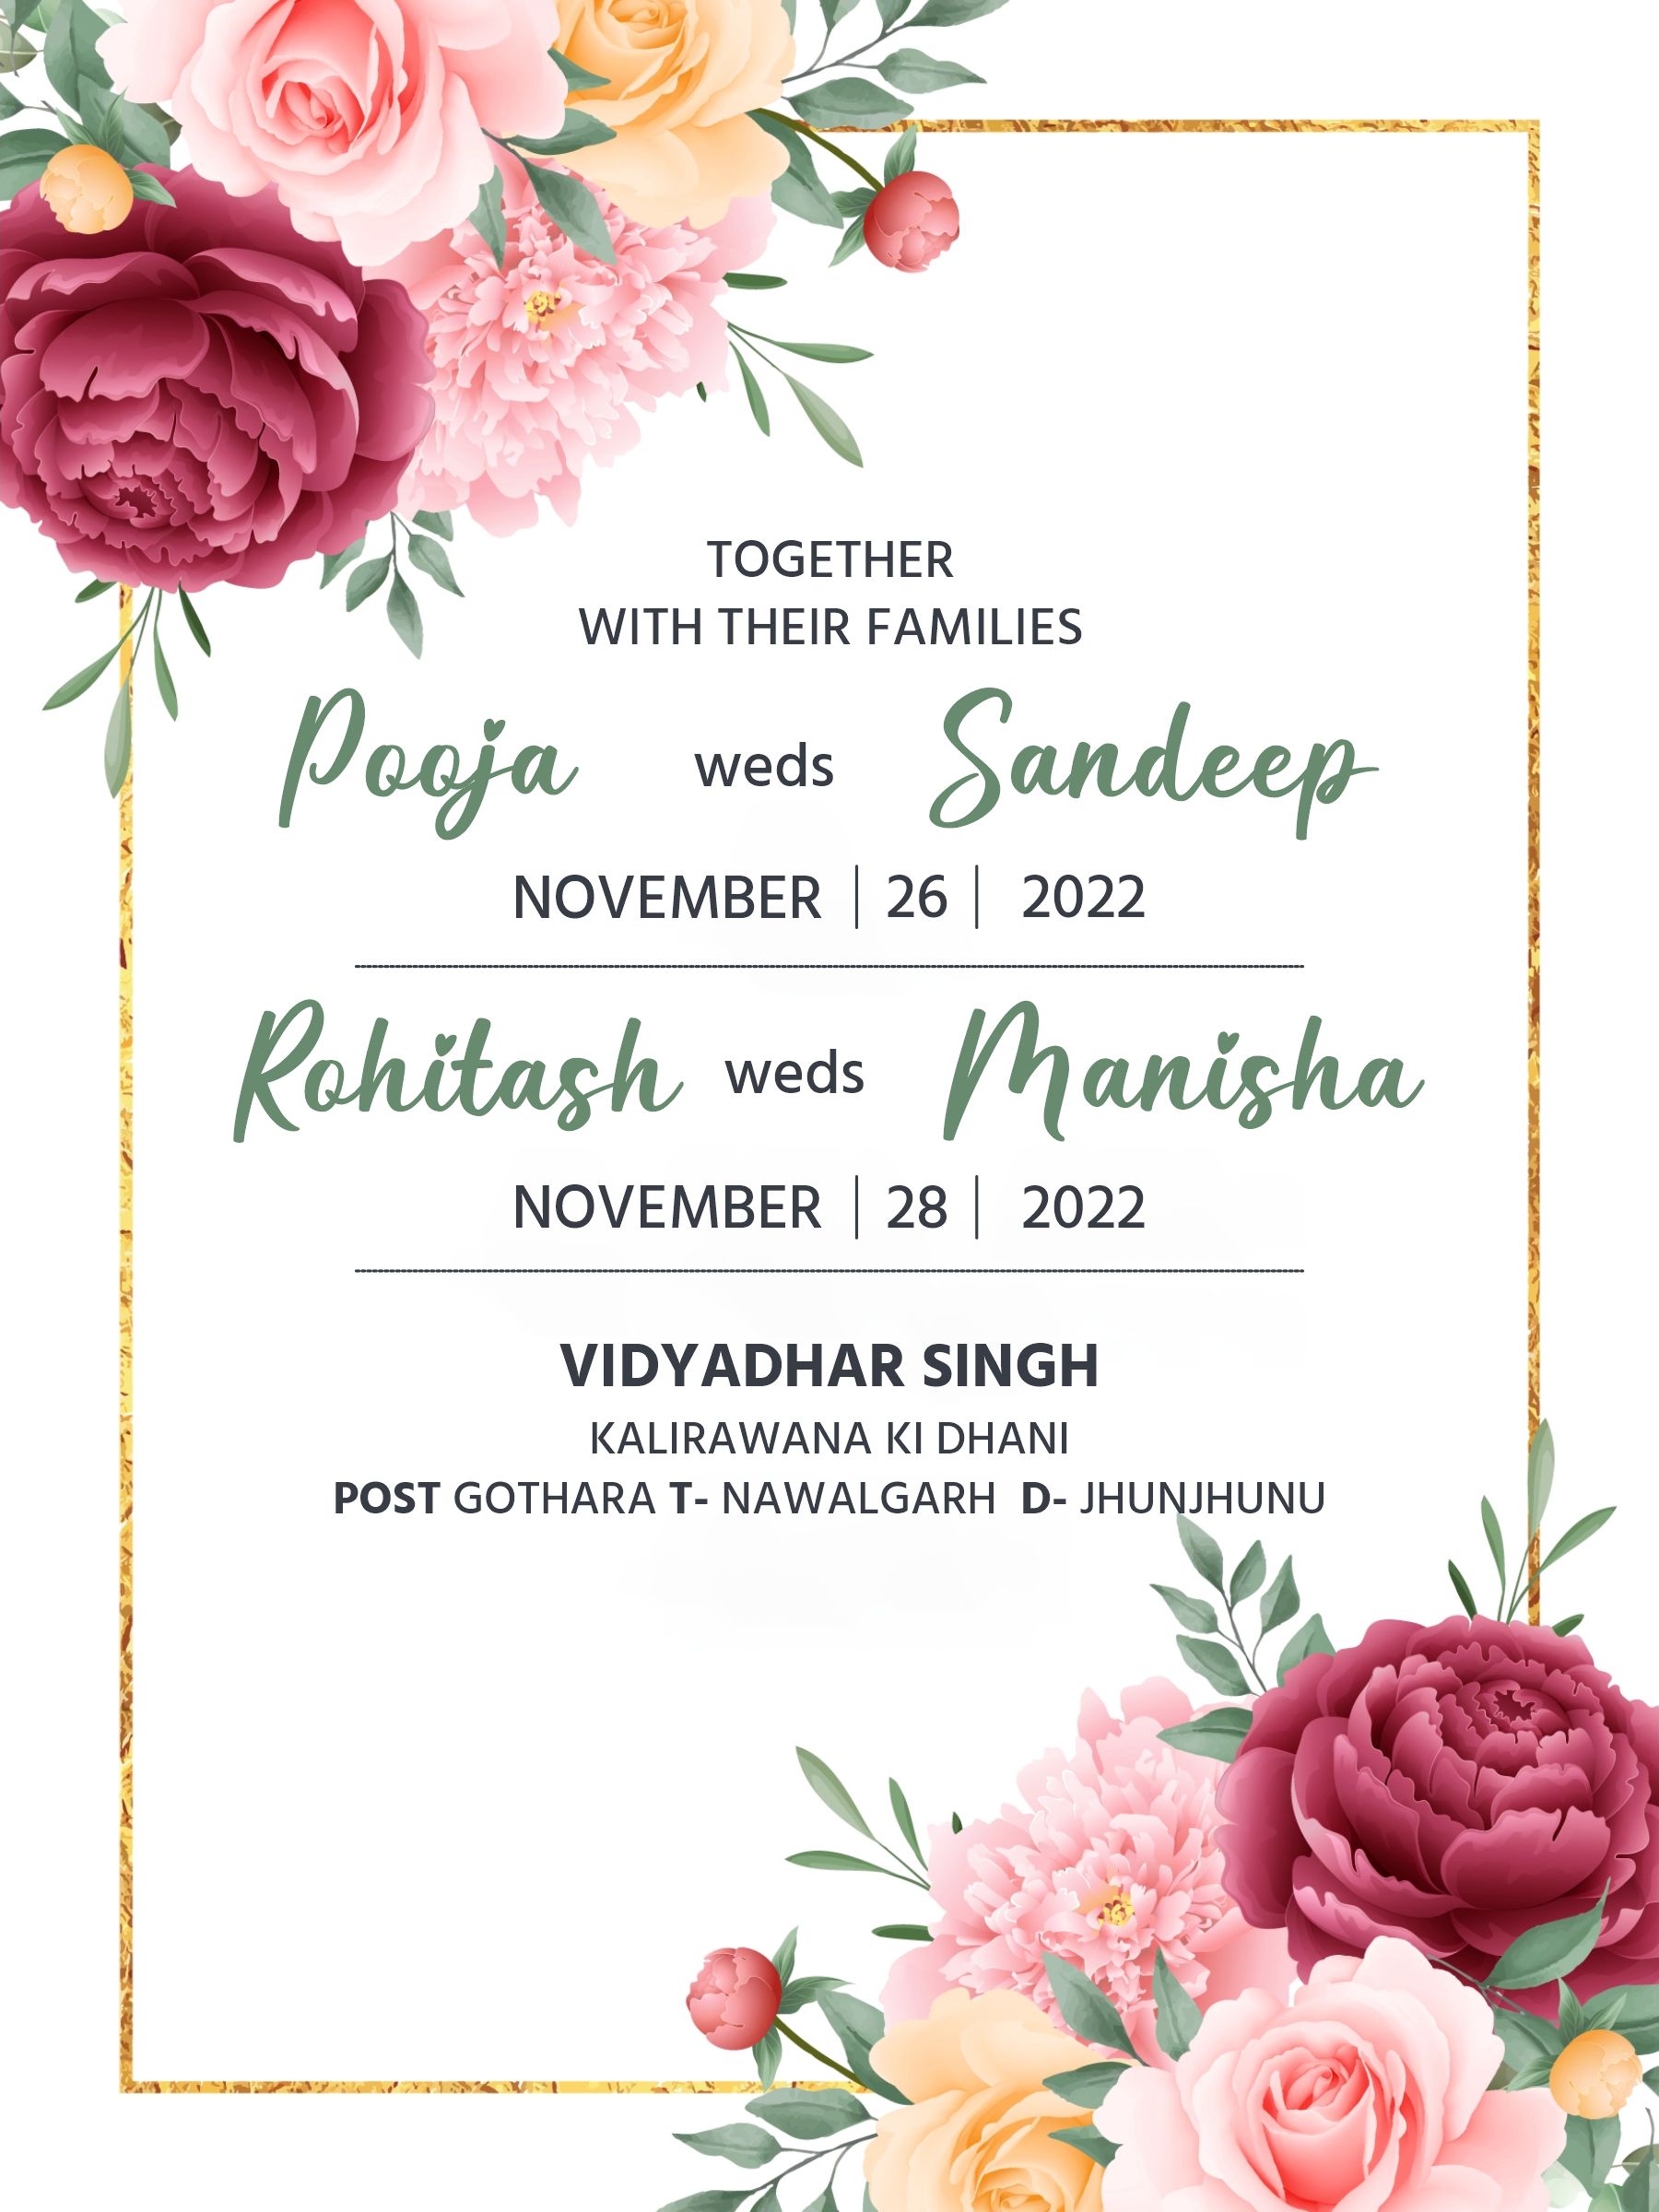 TOGETHER
WITH THEIR FAMILIES
Pooja weds Sandeep
NOVEMBER | 26 | 2022
Rohitash weds Manisha
NOVEMBER | 28 | 2022
VIDYADHAR SINGH
KALIRAWANA KI DHANI
POST GOTHARA T- NAWALGARH D- JHUNJHUNU